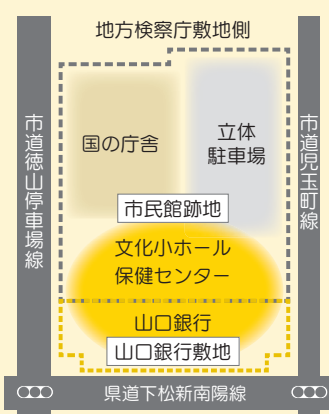 地方検察庁敷地側
市道徳山停車場線
国の庁舎
立体
駐車場
市道児玉町線
市民館跡地
文化小ホール
保健センター
山口銀行
山口銀行敷地
県道下松新南陽線